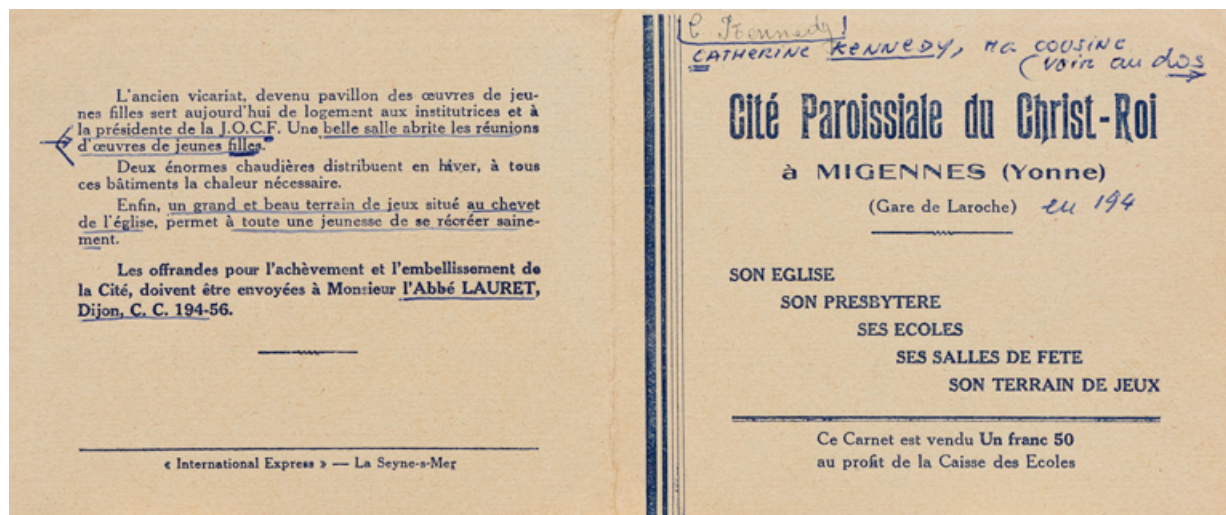 L'ancien vicariat, devenu pavillon des œuvres de jeu-
nes filles sert aujourd'hui de logement aux institutrices et à
la présidente de la J.O.C.F. Une belle salle abrite les réunions
d'œuvres de jeunes filles.
Deux énormes chaudières distribuent en hiver, à tous
ces bâtiments la chaleur nécessaire.
Enfin, un grand et beau terrain de jeux situé au chevet
de l'église, permet à toute une jeunesse de se récréer saine-
ment.
Les offrandes pour l'achèvement et l'embellissement de
la Cité, doivent être envoyées à Monsieur l'Abbé LAURET,
Dijon, C. C. 194-56.
« International Express » — La Seyne-s-Mer
C Kennedy !
CATHERINE KENNEDY, ma cousine
(voir au dos
Cité Paroissiale du Christ-Roi
à MIGENNES (Yonne)
(Gare de Laroche) en 194
SON EGLISE
SON PRESBYTERE
SES ECOLES
SES SALLES DE FETE
SON TERRAIN DE JEUX
Ce Carnet est vendu Un franc 50
au profit de la Caisse des Ecoles